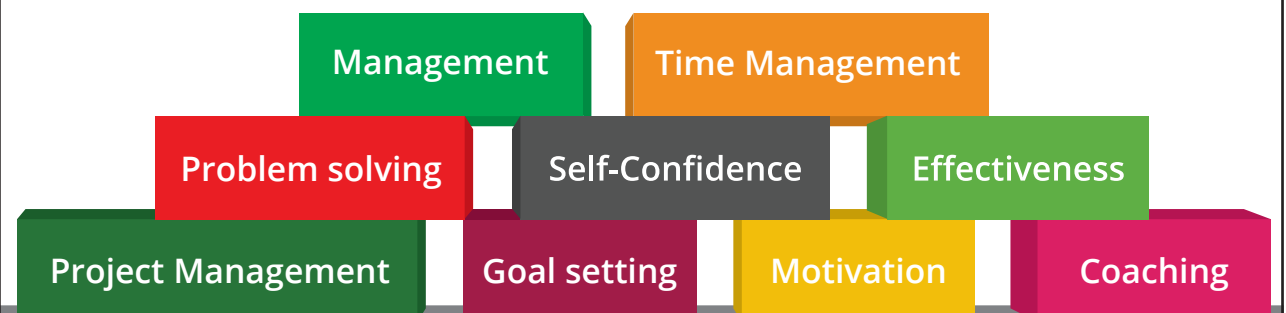 Management
Time Management
Problem solving
Self-Confidence
Effectiveness
Project Management
Goal setting
Motivation
Coaching